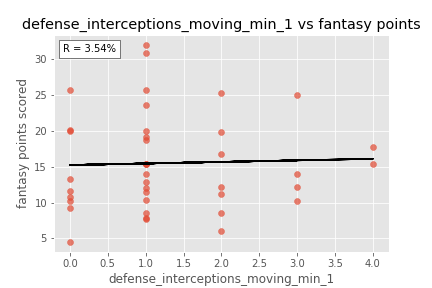 defense_interceptions_moving_min_1 vs fantasy points
R = 3.54%
fantasy points scored
30
25
20
15
10
5
0.0 0.5 1.0 1.5 2.0 2.5 3.0 3.5 4.0
defense_interceptions_moving_min_1